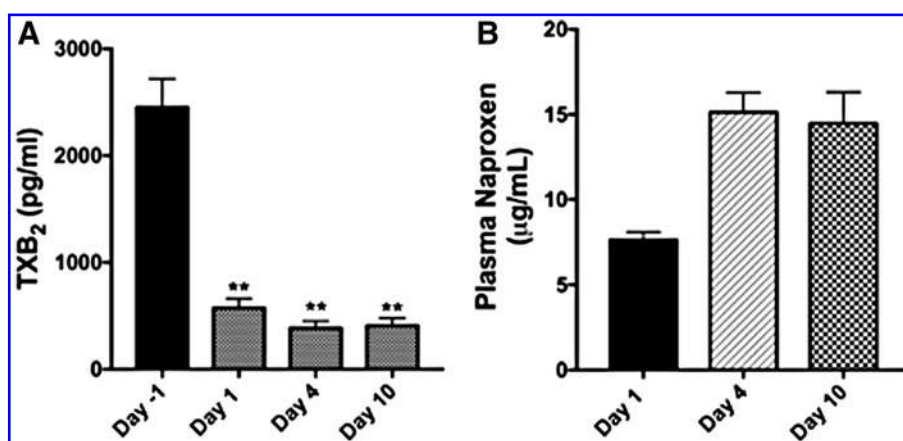 A
B
3000
2000
1000
0
TXB2 (pg/ml)
**
**
**
Day -1
Day 1
Day 4
Day 10
20
15
10
5
0
Plasma Naproxen
(µg/mL)
Day 1
Day 4
Day 10